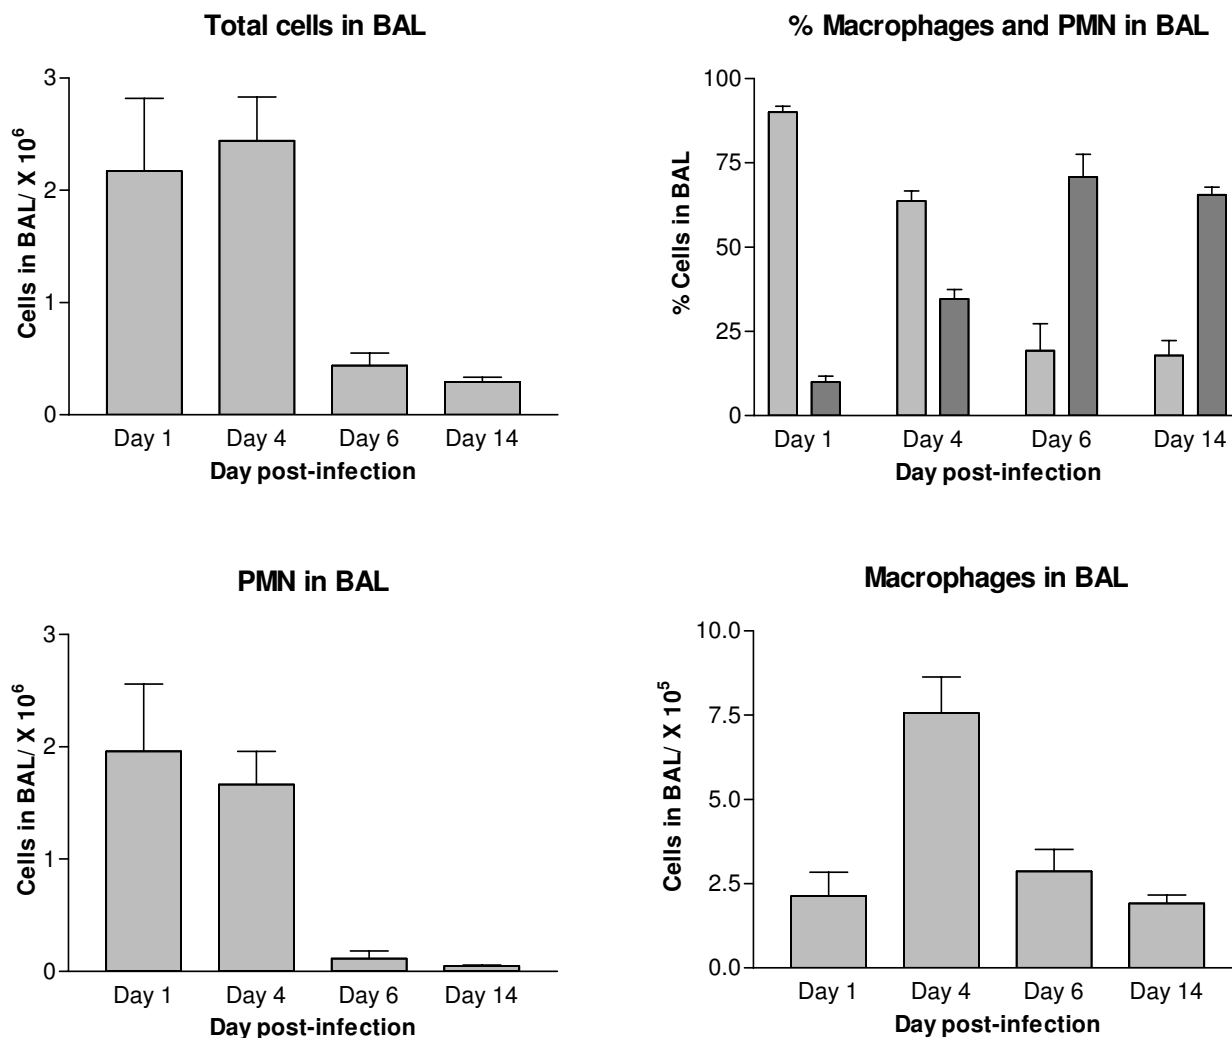 Total cells in BAL
3
2
1
0
Cells in BAL/ X 10⁶
Day 1 Day 4 Day 6 Day 14
Day post-infection
% Macrophages and PMN in BAL
100
75
50
25
0
% Cells in BAL
Day 1 Day 4 Day 6 Day 14
Day post-infection
PMN in BAL
3
2
1
0
Cells in BAL/ X 10⁶
Day 1 Day 4 Day 6 Day 14
Day post-infection
Macrophages in BAL
10.0
7.5
5.0
2.5
0.0
Cells in BAL/ X 10⁵
Day 1 Day 4 Day 6 Day 14
Day post-infection